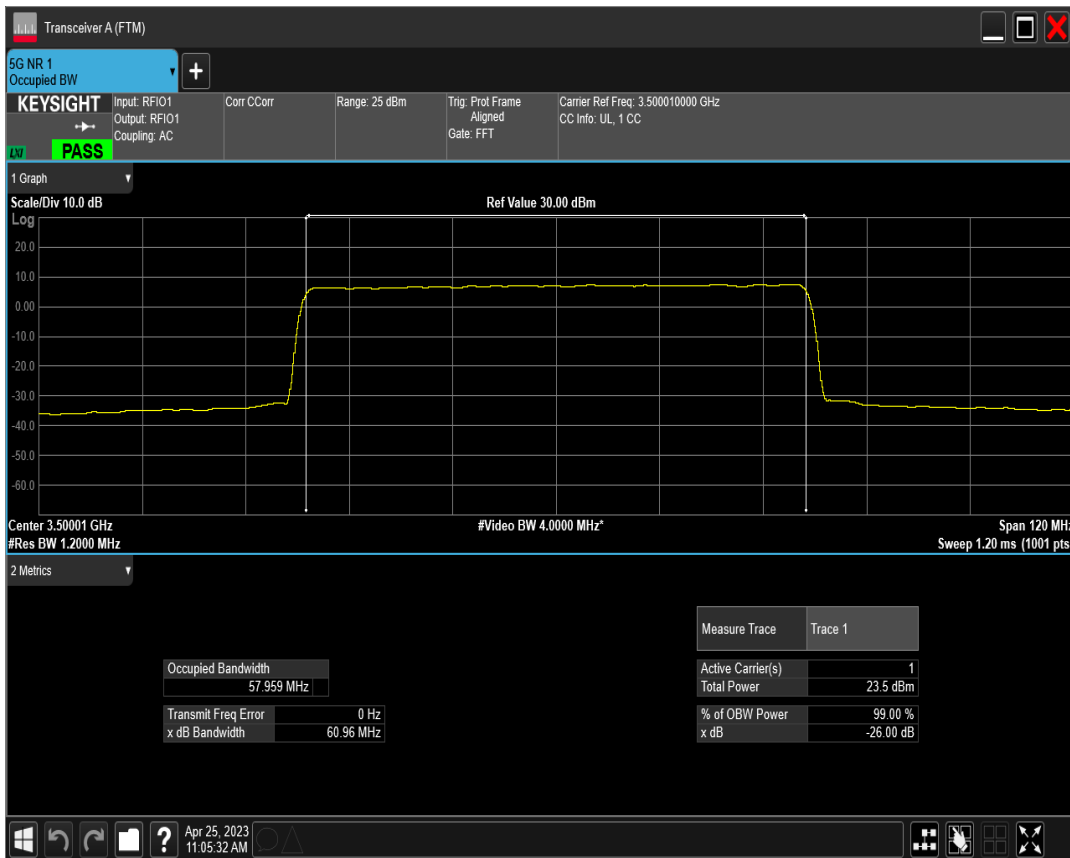 Transceiver A (FTM)
5G NR 1
Occupied BW
+
KEYSIGHT
LXI
PASS
Input: RFIO1
Output: RFIO1
Coupling: AC
Corr CCorr
Range: 25 dBm
Trig: Prot Frame
Aligned
Gate: FFT
Carrier Ref Freq: 3.500010000 GHz
CC Info: UL, 1 CC
1 Graph
Scale/Div 10.0 dB
Ref Value 30.00 dBm
Log
20.0
10.0
0.00
-10.0
-20.0
-30.0
-40.0
-50.0
-60.0
Center 3.50001 GHz
#Video BW 4.0000 MHz*
Span 120 MHz
#Res BW 1.2000 MHz
Sweep 1.20 ms (1001 pts
2 Metrics
Measure Trace Trace 1
Occupied Bandwidth
57.959 MHz
Active Carrier(s) 1
Total Power 23.5 dBm
Transmit Freq Error 0 Hz
x dB Bandwidth 60.96 MHz
% of OBW Power 99.00 %
x dB -26.00 dB
?
Apr 25, 2023
11:05:32 AM